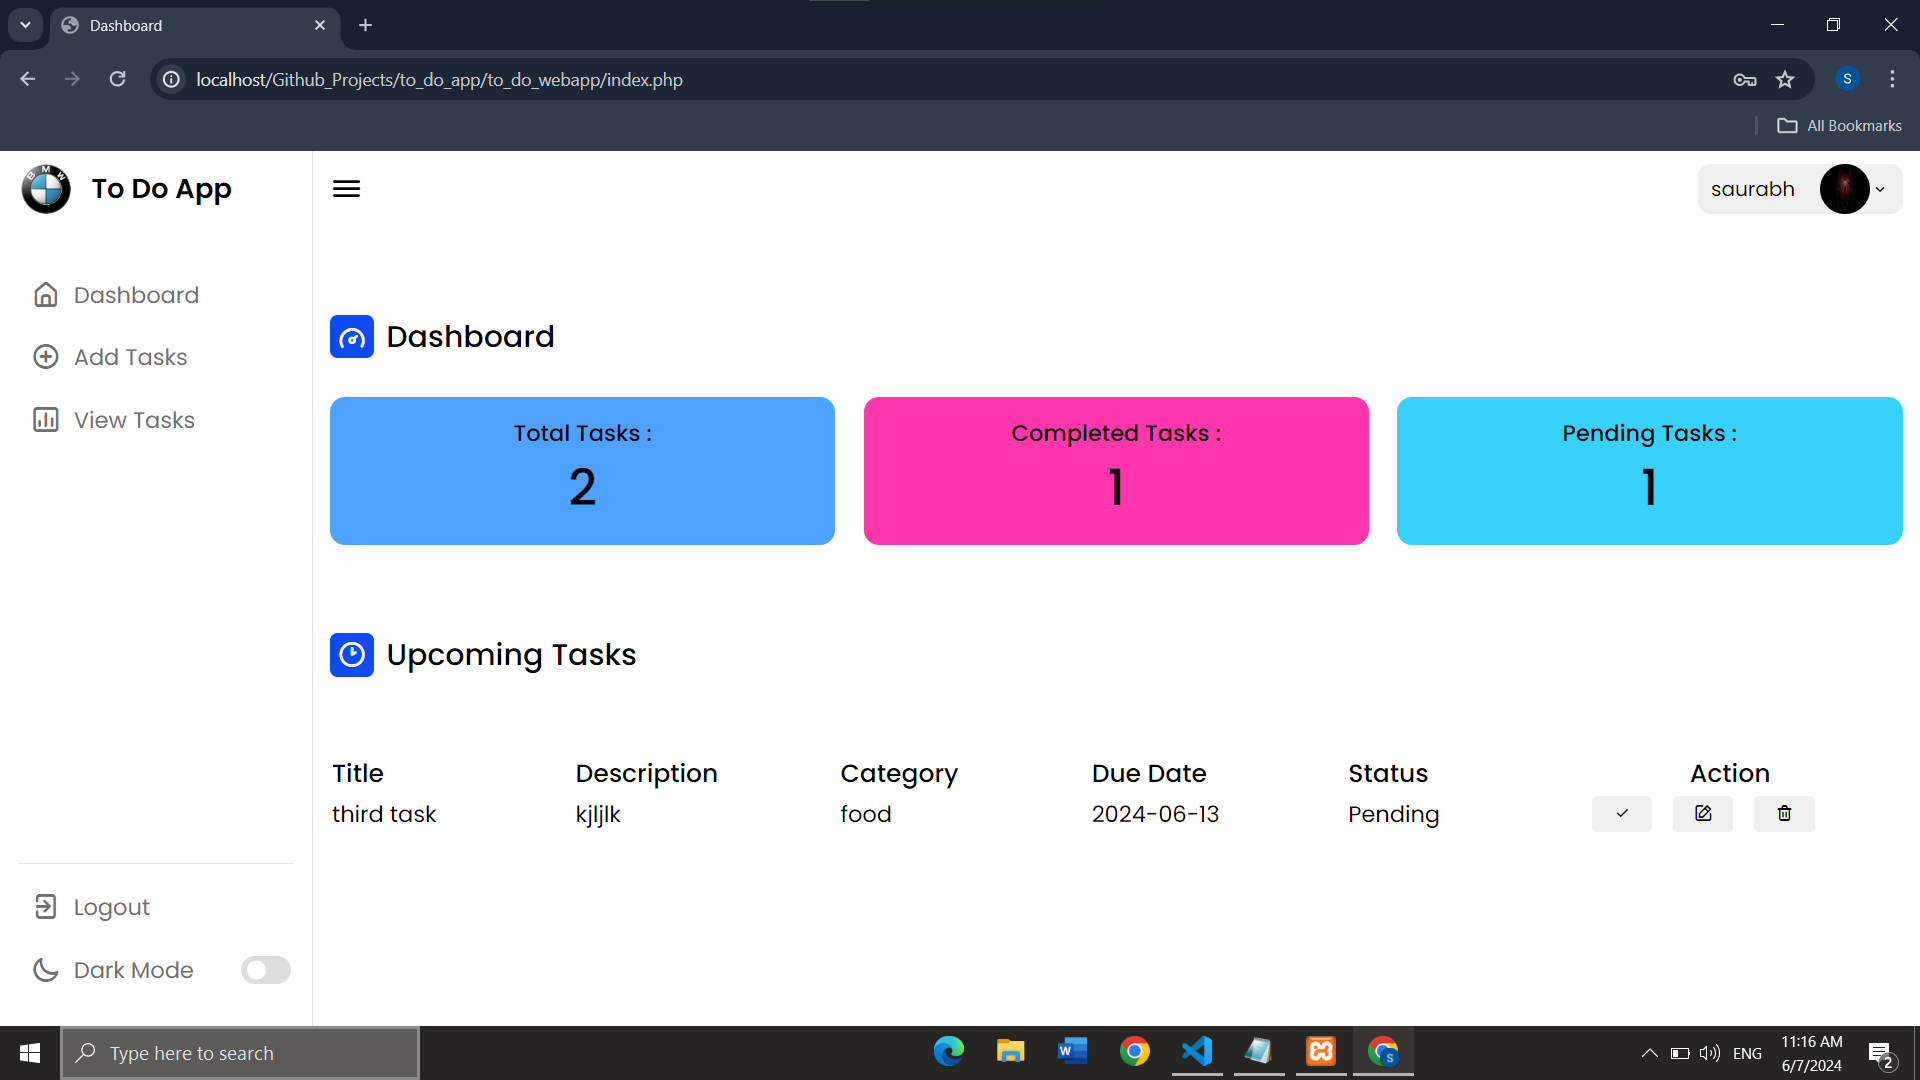 Dashboard
localhost/Github_Projects/to_do_app/to_do_webapp/index.php
S
All Bookmarks
BMW
To Do App
saurabh
Dashboard
Add Tasks
View Tasks
Dashboard
Total Tasks :
2
Completed Tasks :
1
Pending Tasks :
1
Upcoming Tasks
Title Description Category Due Date Status Action
third task kjljlk food 2024-06-13 Pending
Logout
Dark Mode
Type here to search
W
S
ENG
11:16 AM
6/7/2024
2